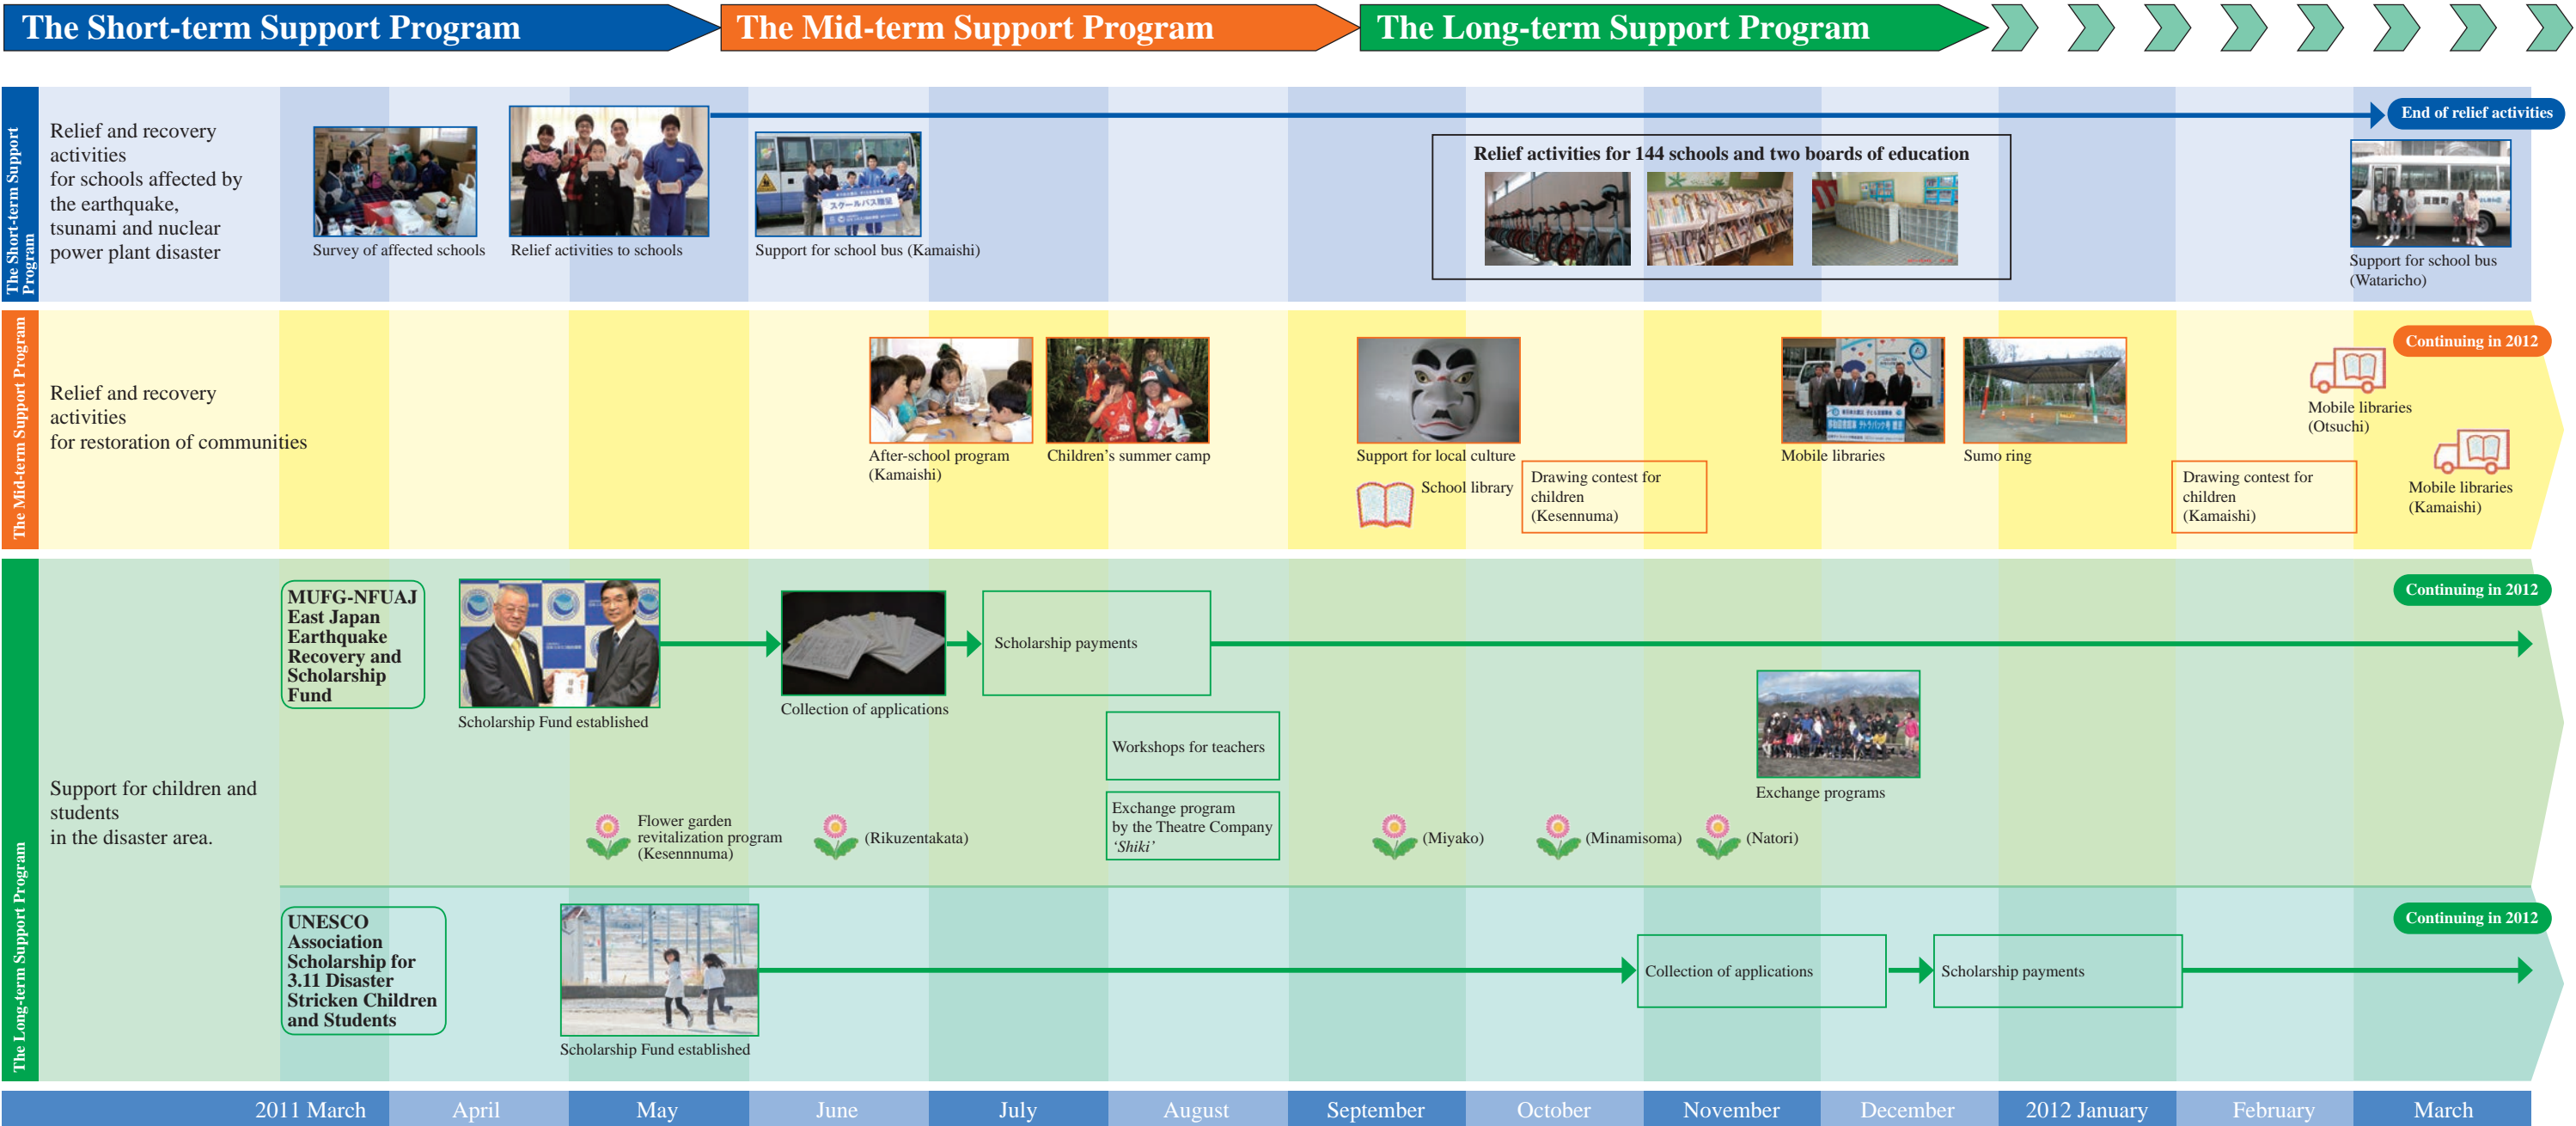 The Short-term Support Program
The Mid-term Support Program
The Long-term Support Program
The Short-term Support
Program
Relief and recovery
activities
for schools affected by
the earthquake,
tsunami and nuclear
power plant disaster
Survey of affected schools
Relief activities to schools
スクールバス贈呈
Support for school bus (Kamaishi)
Relief activities for 144 schools and two boards of education
End of relief activities
亘理町
Support for school bus
(Wataricho)
The Mid-term Support Program
Relief and recovery
activities
for restoration of communities
After-school program
(Kamaishi)
Children's summer camp
Support for local culture
School library
Drawing contest for
children
(Kesennuma)
Mobile libraries
Sumo ring
Continuing in 2012
Mobile libraries
(Otsuchi)
Drawing contest for
children
(Kamaishi)
Mobile libraries
(Kamaishi)
The Long-term Support Program
Support for children and
students
in the disaster area.
MUFG-NFUAJ
East Japan
Earthquake
Recovery and
Scholarship
Fund
Scholarship Fund established
Collection of applications
Scholarship payments
Continuing in 2012
Workshops for teachers
Exchange program
by the Theatre Company
‘Shiki’
Exchange programs
Flower garden
revitalization program
(Kesennnuma)
(Rikuzentakata)
(Miyako)
(Minamisoma)
(Natori)
UNESCO
Association
Scholarship for
3.11 Disaster
Stricken Children
and Students
Scholarship Fund established
Collection of applications
Scholarship payments
Continuing in 2012
2011 March
April
May
June
July
August
September
October
November
December
2012 January
February
March